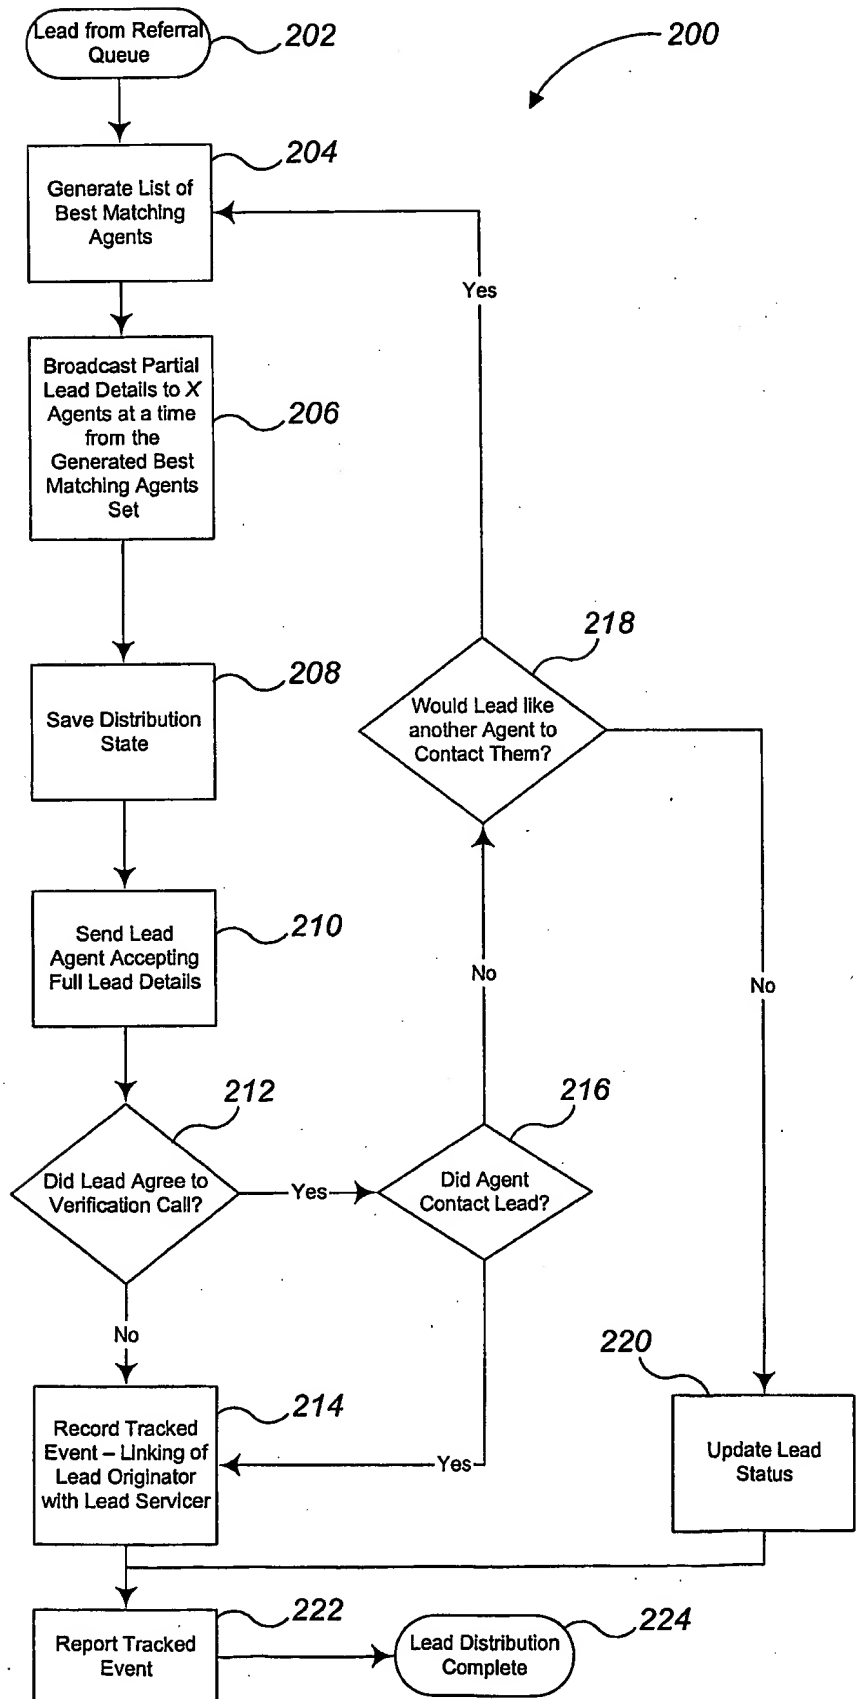 Lead from Referral
Queue
202
200
204
Generate List of
Best Matching
Agents
Yes
Broadcast Partial
Lead Details to X
Agents at a time
from the
Generated Best
Matching Agents
Set
206
218
Would Lead like
another Agent to
Contact Them?
208
Save Distribution
State
210
Send Lead
Agent Accepting
Full Lead Details
No
No
212
Did Lead Agree to
Verification Call?
Yes
216
Did Agent
Contact Lead?
No
220
214
Record Tracked
Event – Linking of
Lead Originator
with Lead Servicer
Yes
Update Lead
Status
222
Report Tracked
Event
224
Lead Distribution
Complete